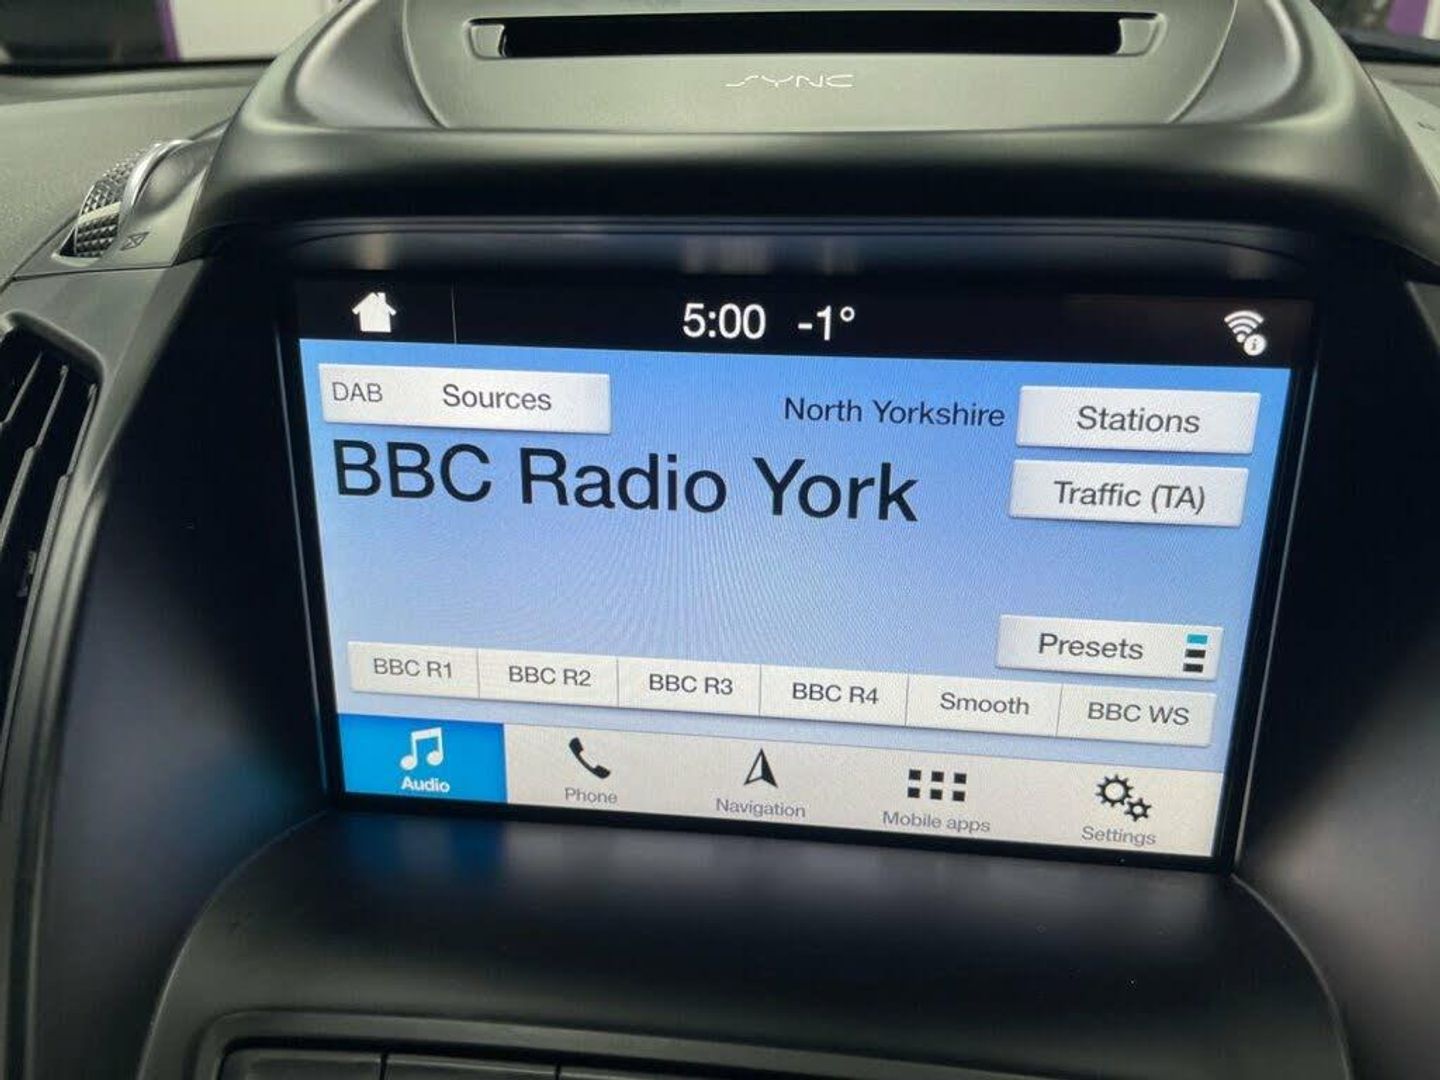 SYNC
5:00 -1°
DAB Sources
North Yorkshire
Stations
BBC Radio York
Traffic (TA)
Presets
BBC R1 BBC R2 BBC R3 BBC R4 Smooth BBC WS
Audio Phone Navigation Mobile apps Settings